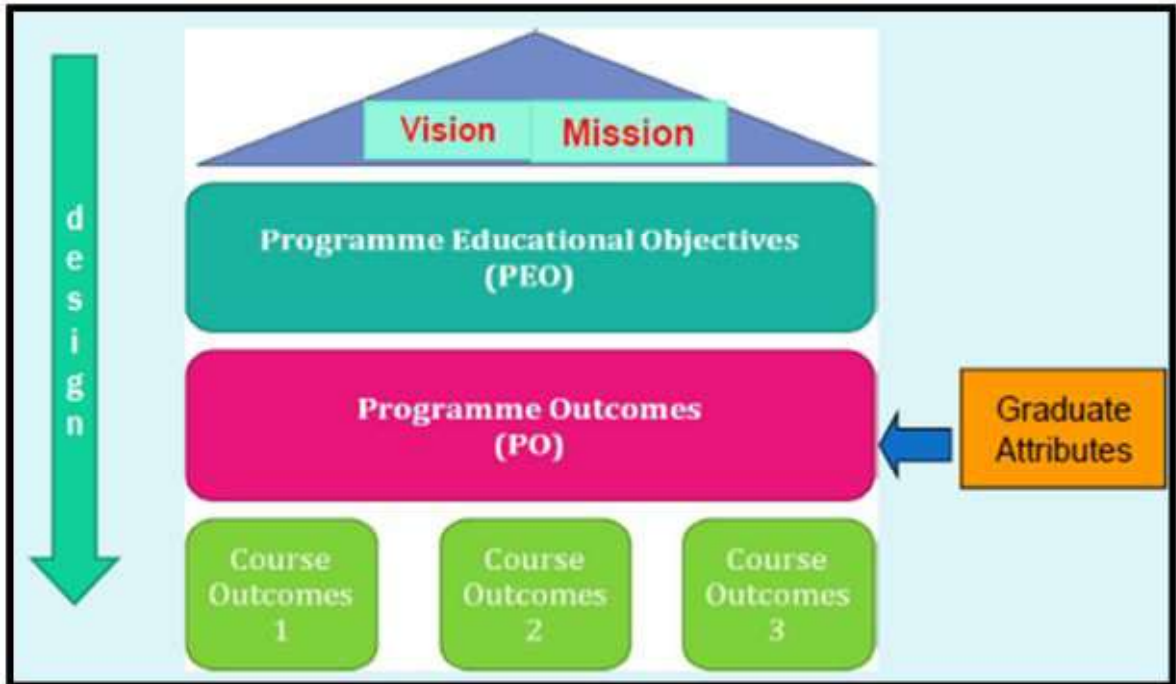 design
Vision Mission
Programme Educational Objectives
(PEO)
Programme Outcomes
(PO)
Graduate
Attributes
Course
Outcomes
1
Course
Outcomes
2
Course
Outcomes
3